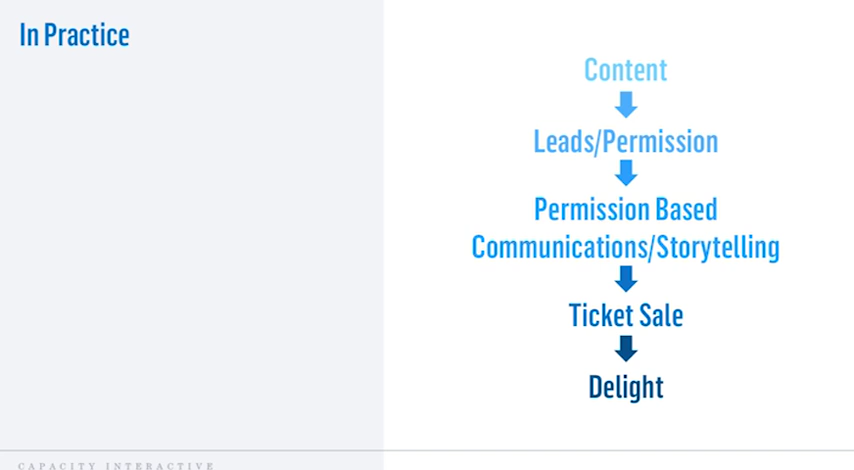 In Practice
Content
Leads/Permission
Permission Based
Communications/Storytelling
Ticket Sale
Delight
CAPACITY INTERACTIVE